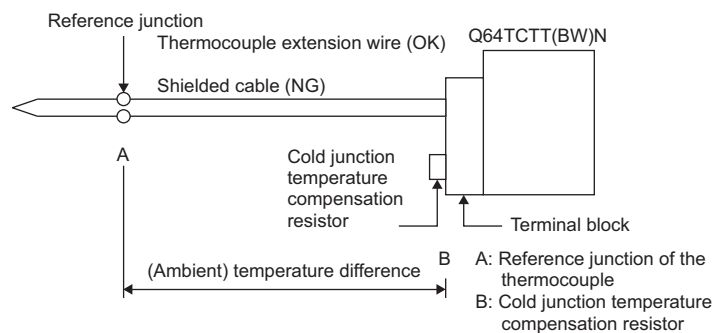 Reference junction
Thermocouple extension wire (OK)
Q64TCTT(BW)N
Shielded cable (NG)
A
Cold junction
temperature
compensation
resistor
Terminal block
(Ambient) temperature difference
B
A: Reference junction of the
thermocouple
B: Cold junction temperature
compensation resistor